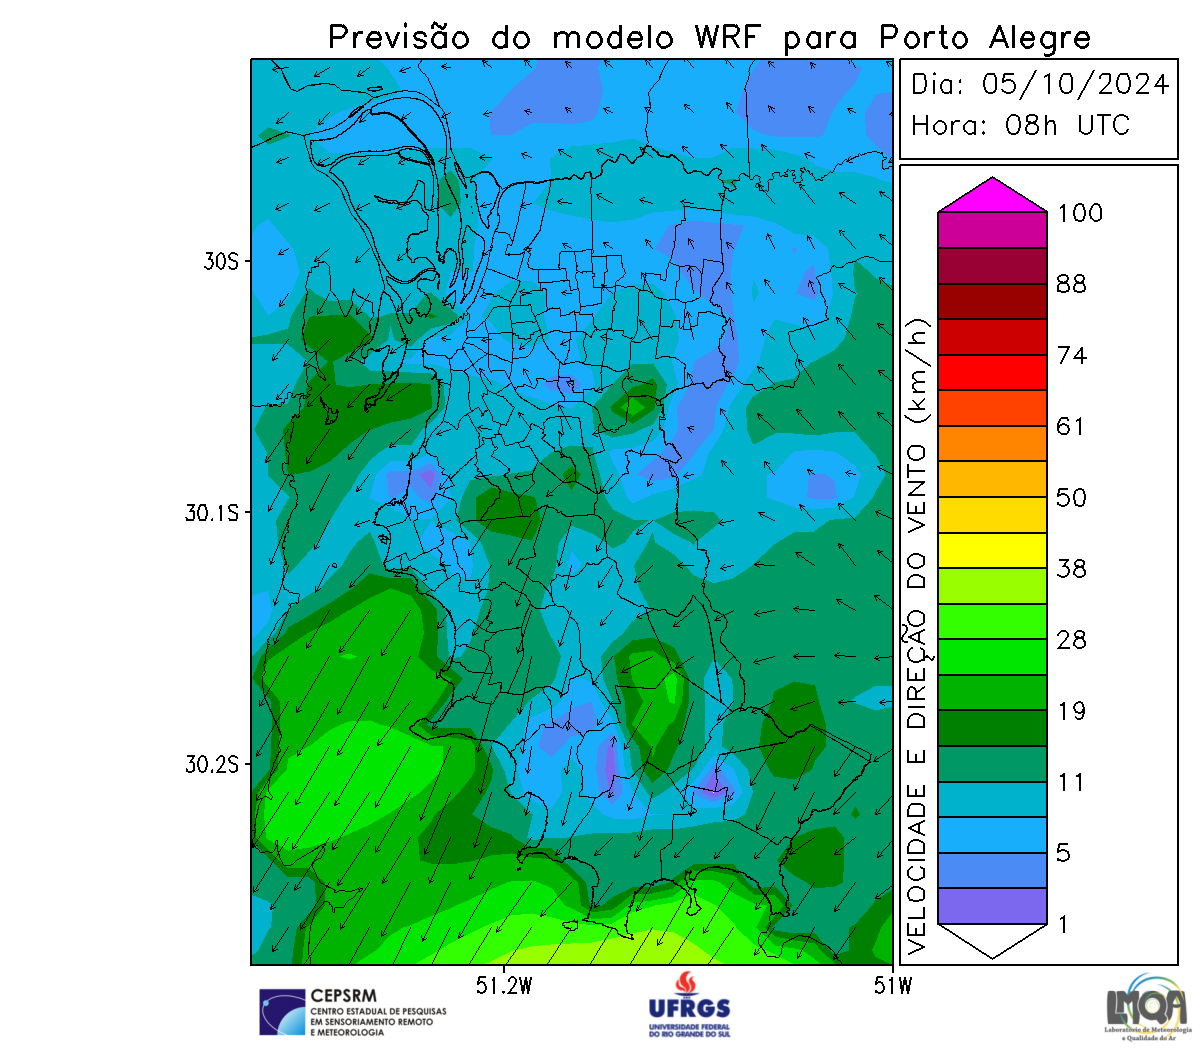 Previsão do modelo WRF para Porto Alegre
Dia: 05/10/2024
Hora: 08h UTC
30S
30.1S
30.2S
51.2W
51W
VELOCIDADE E DIREÇÃO DO VENTO (km/h)
100
88
74
61
50
38
28
19
11
5
1
CEPSRM
CENTRO ESTADUAL DE PESQUISAS
EM SENSORIAMENTO REMOTO
E METEOROLOGIA
UFRGS
UNIVERSIDADE FEDERAL
DO RIO GRANDE DO SUL
LMQA
Laboratório de Meteorologia
e Qualidade do Ar